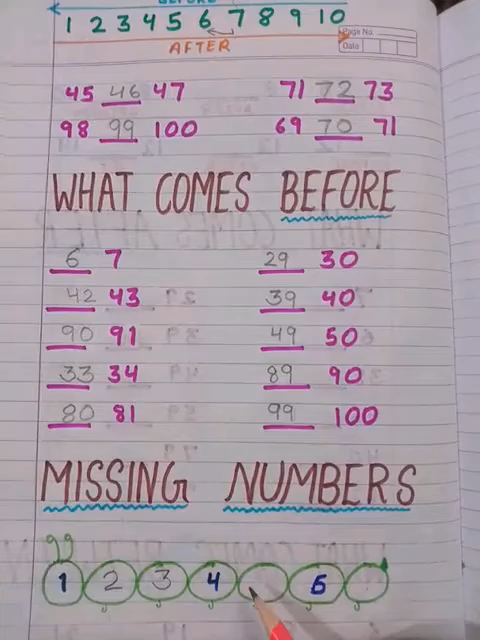 BEFORE
1 2 3 4 5 6 7 8 9 10
AFTER
Page No.
Date
45 46 47 71 72 73
98 99 100 69 70 71
WHAT COMES BEFORE
6 7 29 30
42 43 39 40
90 91 49 50
33 34 89 90
80 81 99 100
MISSING NUMBERS
1 2 3 4 6